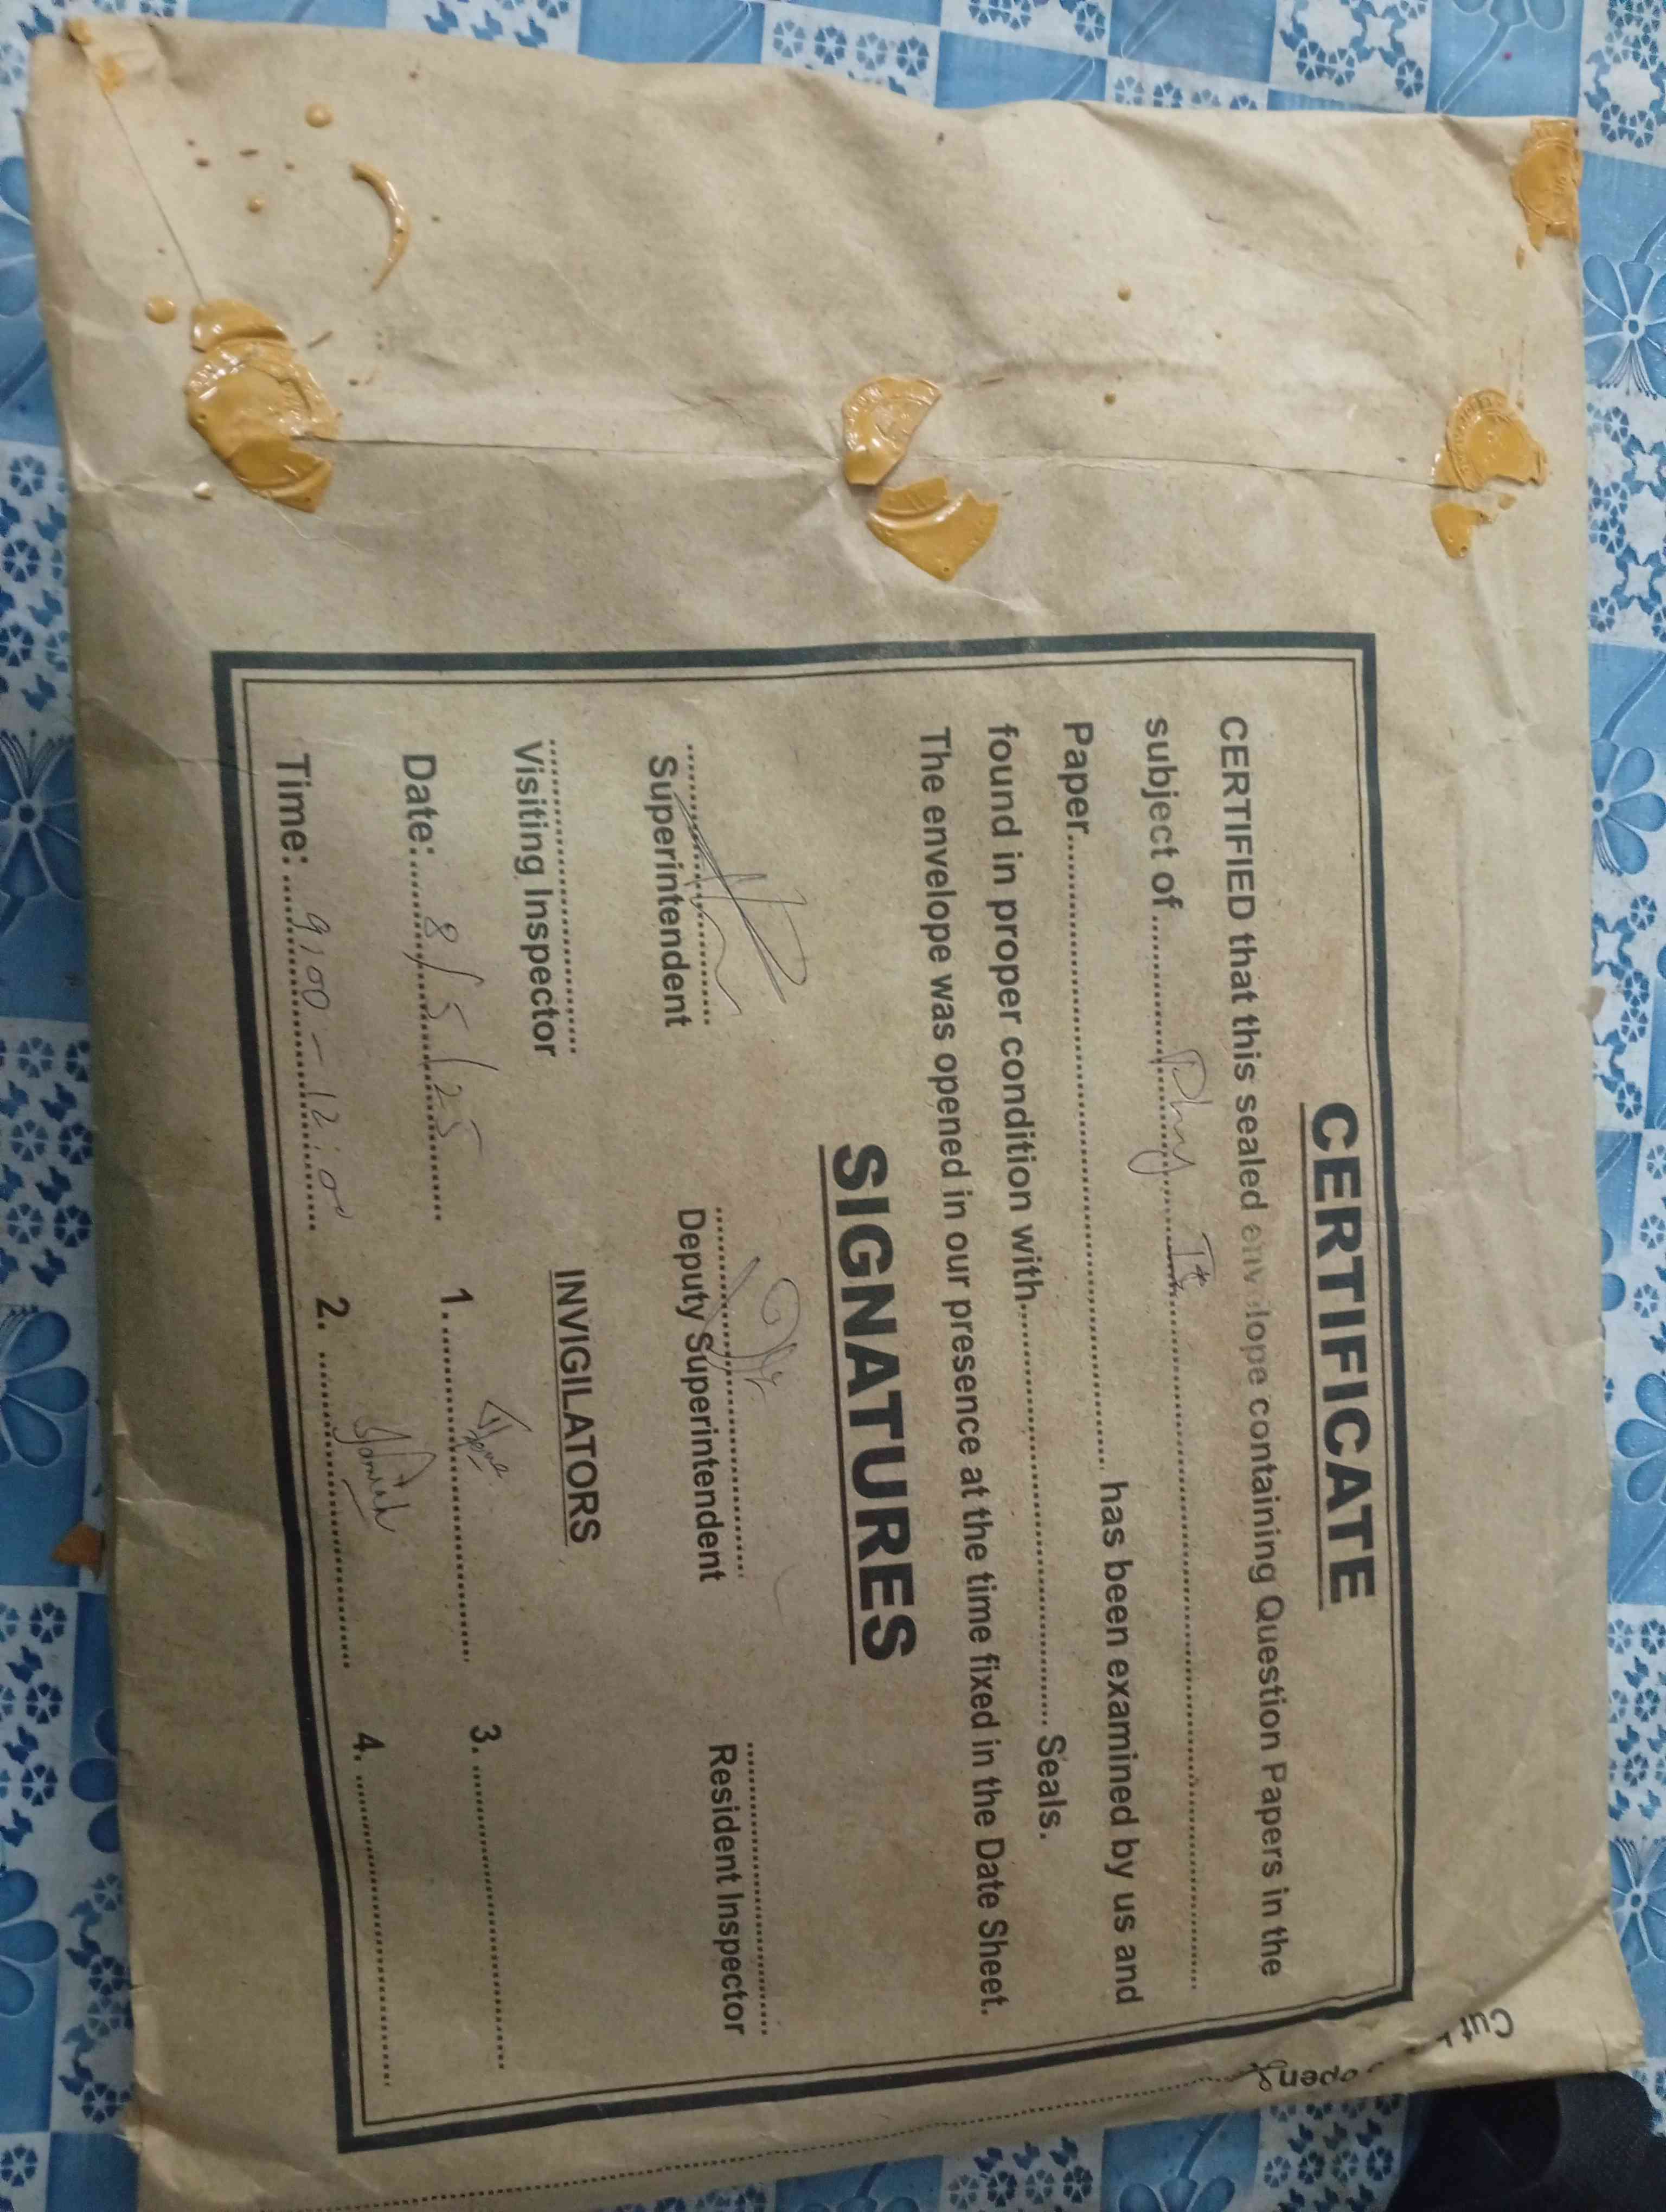 CERTIFICATE
CERTIFIED that this sealed envelope containing Question Papers in the
subject of .......... Phy I ..........
Paper.................... has been examined by us and
found in proper condition with.................... Seals.
The envelope was opened in our presence at the time fixed in the Date Sheet.
SIGNATURES
Superintendent Deputy Superintendent Resident Inspector
Visiting Inspector
INVIGILATORS
Date:.... 8/5/25 .... 1. .......... 3. ..........
Time: .... 9:00 - 12:00 .... 2. .......... 4. ..........
Cut
open